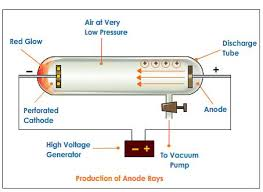 Air at Very
Low Pressure
Red Glow
Discharge
Tube
−
+
Perforated
Cathode
Anode
High Voltage
Generator
− +
To Vacuum
Pump
Production of Anode Rays